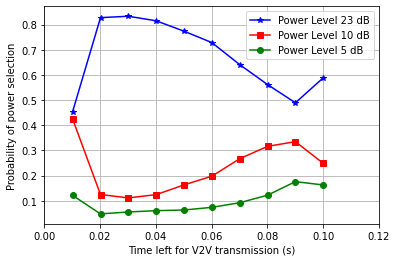 Power Level 23 dB
Power Level 10 dB
Power Level 5 dB
0.8
0.7
0.6
0.5
0.4
0.3
0.2
0.1
Probability of power selection
0.00 0.02 0.04 0.06 0.08 0.10 0.12
Time left for V2V transmission (s)